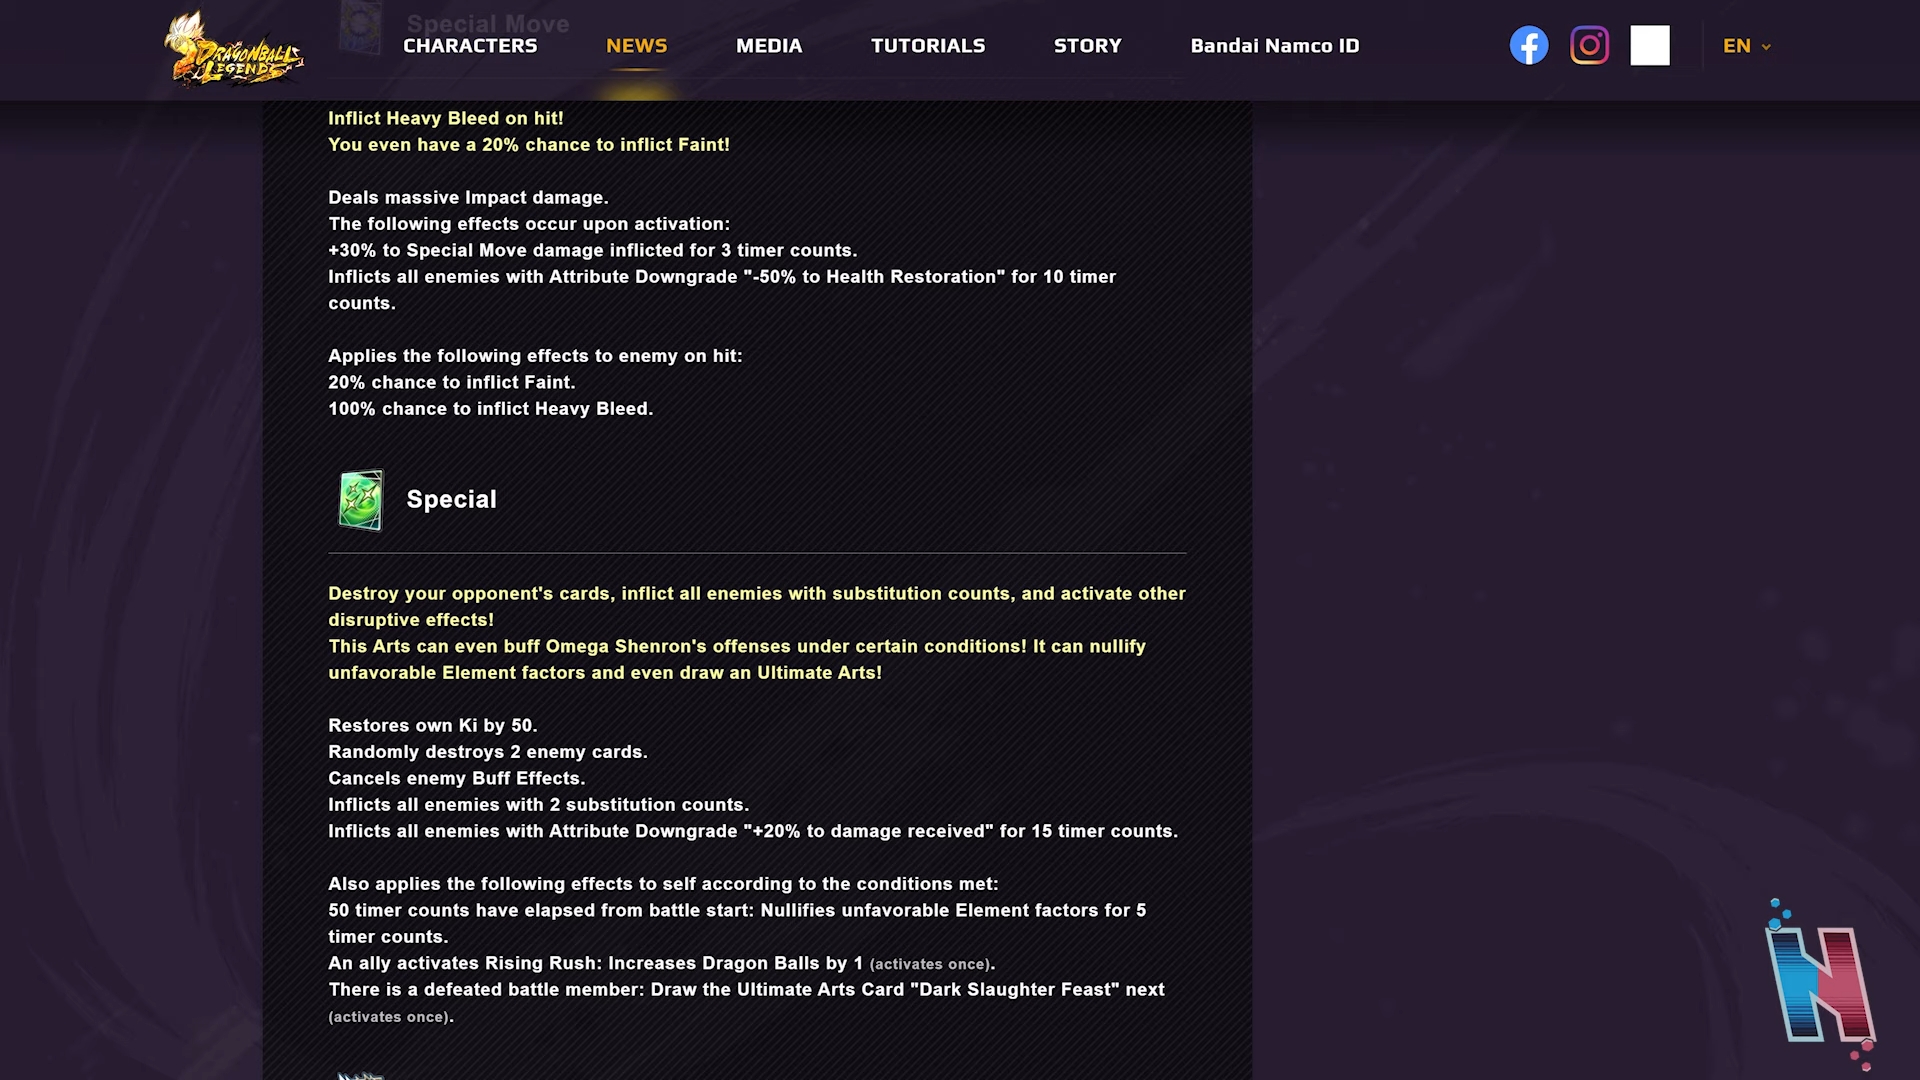 Special Move
DRAGONBALL
LEGENDS
CHARACTERS
NEWS
MEDIA
TUTORIALS
STORY
Bandai Namco ID
EN
Inflict Heavy Bleed on hit!
You even have a 20% chance to inflict Faint!
Deals massive Impact damage.
The following effects occur upon activation:
+30% to Special Move damage inflicted for 3 timer counts.
Inflicts all enemies with Attribute Downgrade "-50% to Health Restoration" for 10 timer
counts.
Applies the following effects to enemy on hit:
20% chance to inflict Faint.
100% chance to inflict Heavy Bleed.
Special
Destroy your opponent's cards, inflict all enemies with substitution counts, and activate other
disruptive effects!
This Arts can even buff Omega Shenron's offenses under certain conditions! It can nullify
unfavorable Element factors and even draw an Ultimate Arts!
Restores own Ki by 50.
Randomly destroys 2 enemy cards.
Cancels enemy Buff Effects.
Inflicts all enemies with 2 substitution counts.
Inflicts all enemies with Attribute Downgrade "+20% to damage received" for 15 timer counts.
Also applies the following effects to self according to the conditions met:
50 timer counts have elapsed from battle start: Nullifies unfavorable Element factors for 5
timer counts.
An ally activates Rising Rush: Increases Dragon Balls by 1 (activates once).
There is a defeated battle member: Draw the Ultimate Arts Card "Dark Slaughter Feast" next
(activates once).
N